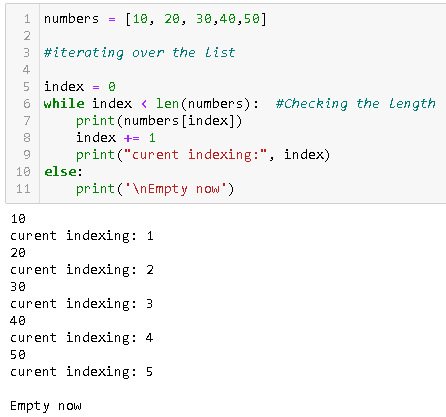 1 numbers = [10, 20, 30,40,50]
2
3 #iterating over the list
4
5 index = 0
6 while index < len(numbers):  #Checking the length
7     print(numbers[index])
8     index += 1
9     print("curent indexing:", index)
10 else:
11     print('\nEmpty now')
10
curent indexing: 1
20
curent indexing: 2
30
curent indexing: 3
40
curent indexing: 4
50
curent indexing: 5
Empty now